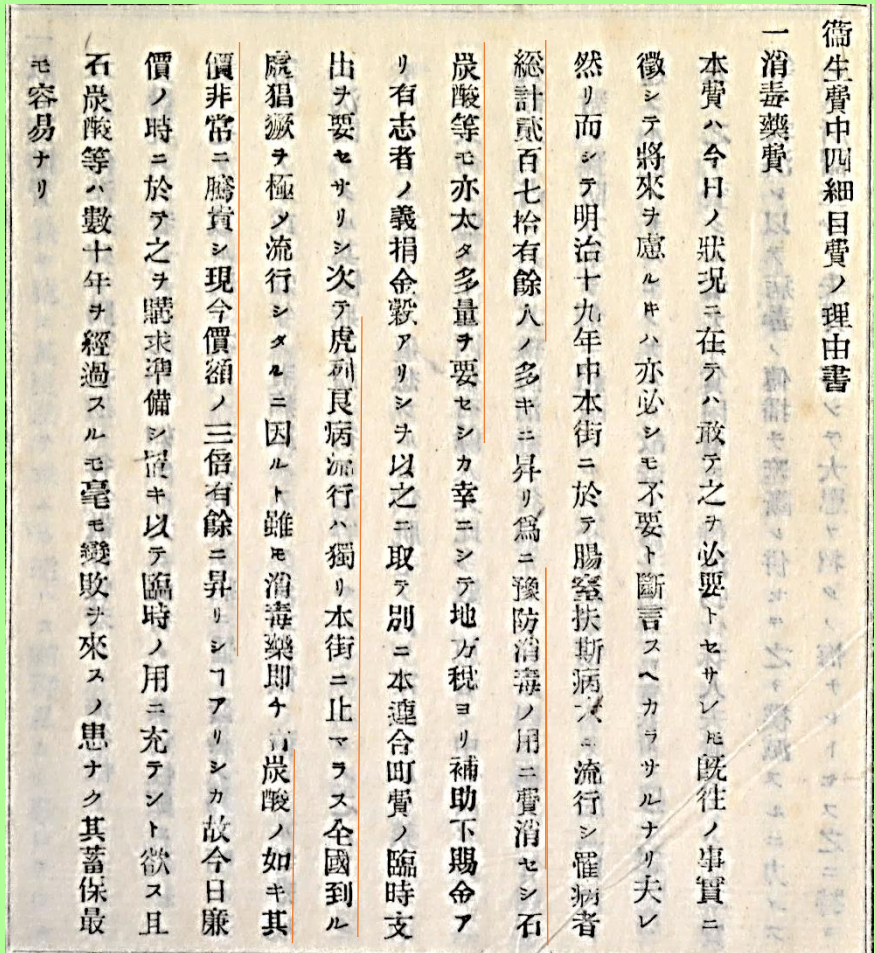 衞生費中四細目費ノ理由書
一消毒藥費
本費ハ今日ノ狀况ニ在テハ敢テ之ヲ必要トセサレ𪜈既往ノ事實ニ
徵シテ將來ヲ慮ルキハ亦必シモ不要ト斷言スヘカラサルナリ夫レ
然リ而シテ明治十九年中本街ニ於テ腸窒扶斯病大ニ流行シ罹病者
総計貳百七拾有餘人ノ多キニ昇リ爲ニ豫防消毒ノ用ニ費消セシ石
炭酸等モ亦太タ多量ヲ要セシカ幸ニシテ地方税ヨリ補助下賜金ア
リ有志者ノ義捐金穀アリシヲ以之ニ取テ別ニ本連合町費ノ臨時支
出ヲ要セサリシ次テ虎列良病流行ハ獨リ本街ニ止マラス全國到ル
處猖獗ヲ極メ流行シタルニ因ルト雖モ消毒藥即チ石炭酸ノ如キ其
價非常ニ騰貴シ現今價額ノ三倍有餘ニ昇リシヿアリシカ故今日廉
價ノ時ニ於テ之ヲ購求準備シ置キ以テ臨時ノ用ニ充テント欲ス且
石炭酸等ハ數十年ヲ經過スルモ毫モ變敗ヲ來スノ患ナク其蓄保最
モ容易ナリ